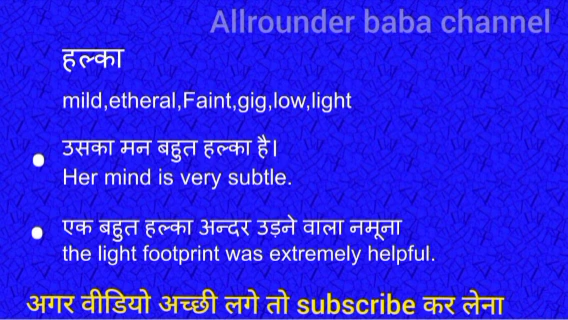 Allrounder baba channel
हल्का
mild,etheral,Faint,gig,low,light
उसका मन बहुत हल्का है।
Her mind is very subtle.
एक बहुत हल्का अन्दर उड़ने वाला नमूना
the light footprint was extremely helpful.
अगर वीडियो अच्छी लगे तो subscribe कर लेना